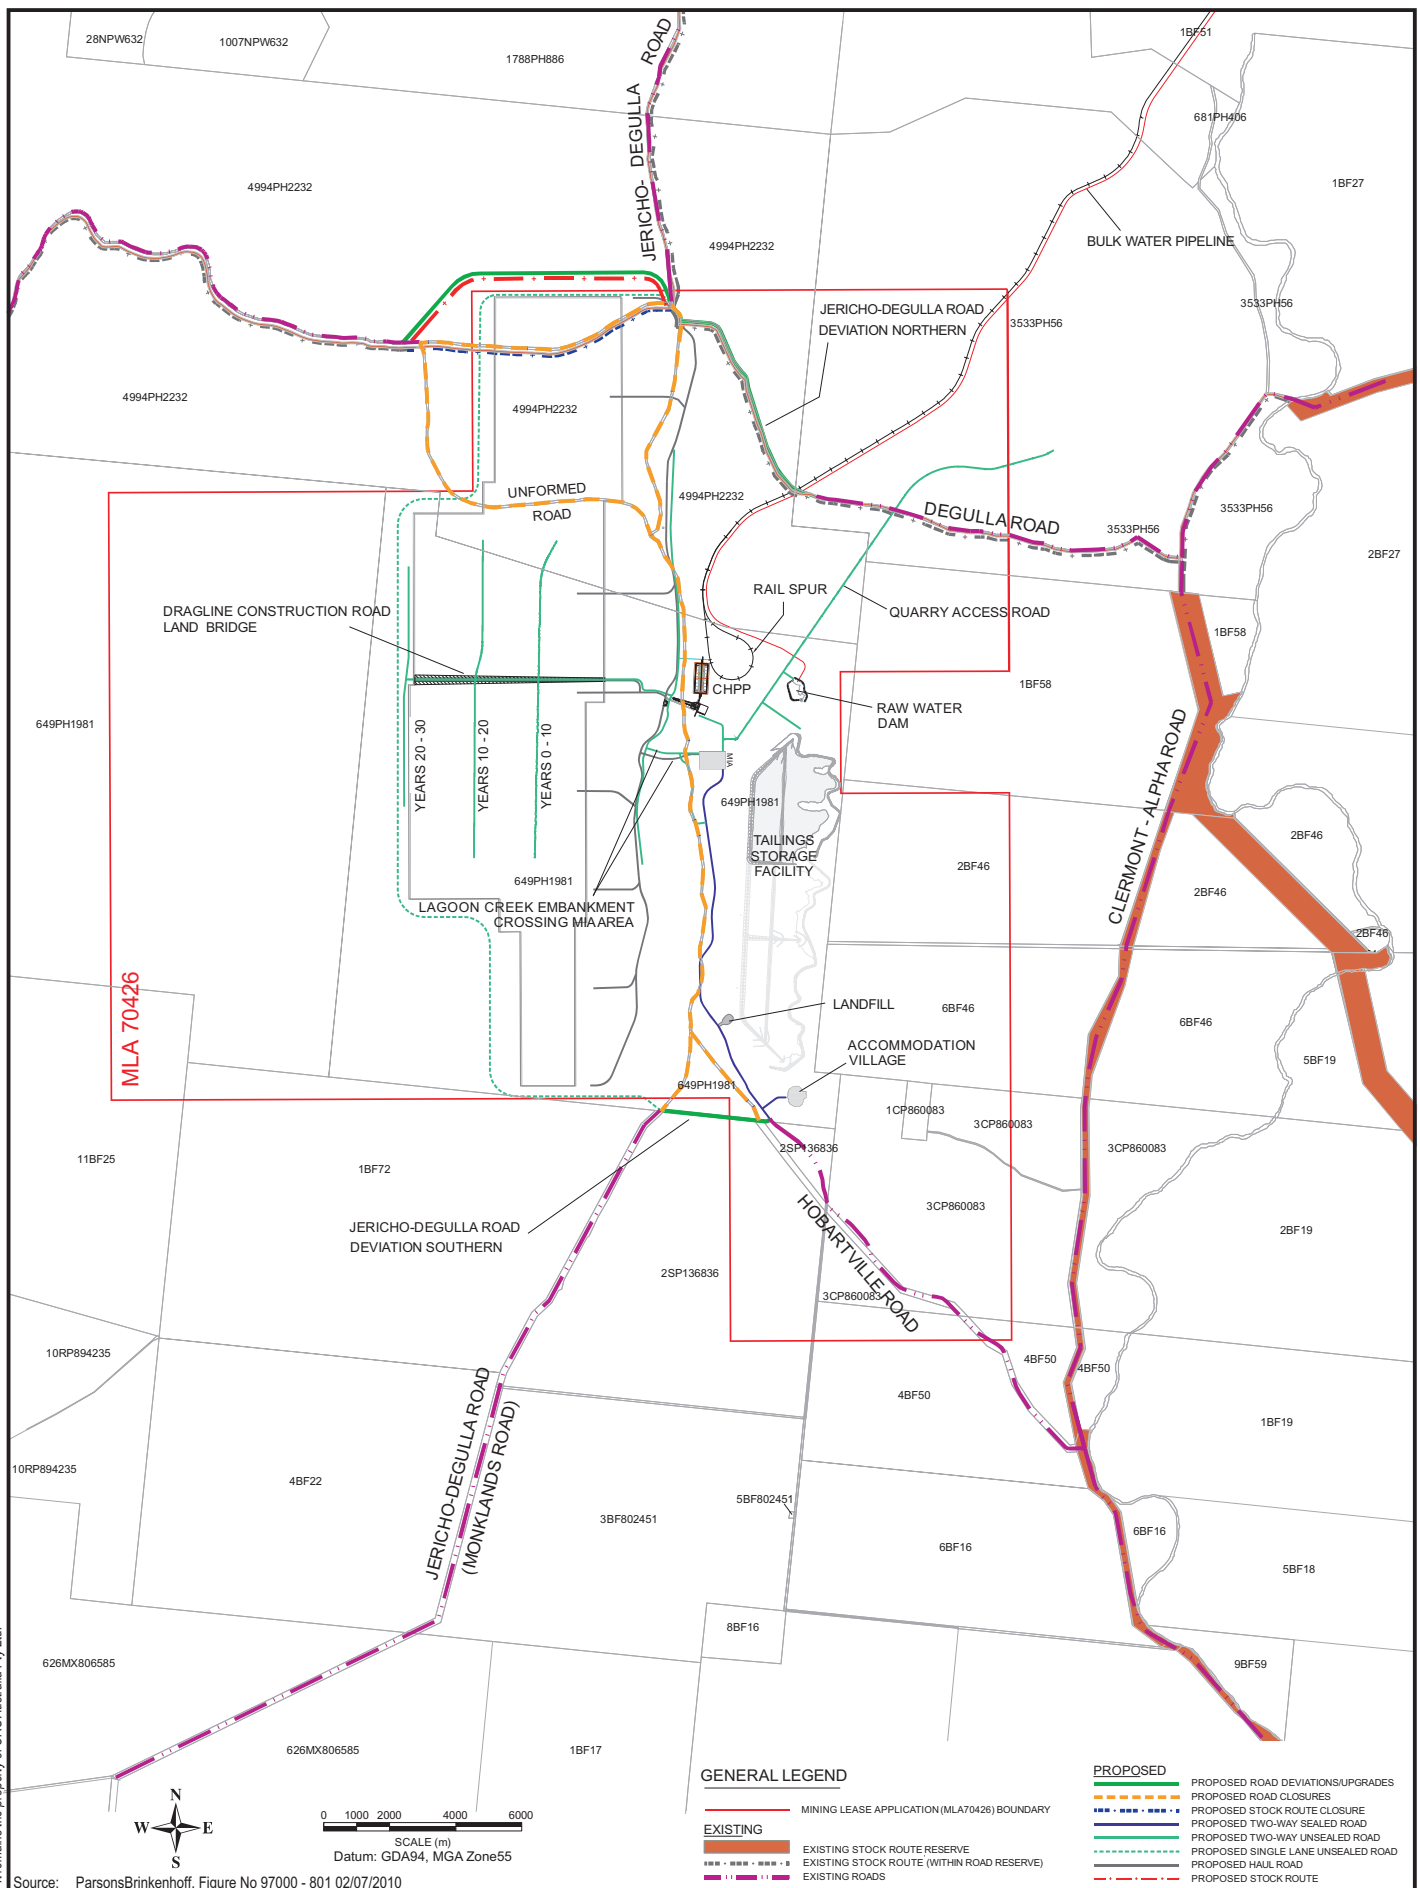 28NPW632
1007NPW632
1788PH886
JERICHO- DEGULLA ROAD
1BF51
681PH406
4994PH2232
1BF27
4994PH2232
BULK WATER PIPELINE
JERICHO-DEGULLA ROAD
DEVIATION NORTHERN
3533PH56
3533PH56
4994PH2232
4994PH2232
UNFORMED
ROAD
4994PH2232
DEGULLA ROAD
3533PH56
3533PH56
2BF27
DRAGLINE CONSTRUCTION ROAD
LAND BRIDGE
RAIL SPUR
QUARRY ACCESS ROAD
1BF58
1BF58
CHPP
RAW WATER
DAM
649PH1981
YEARS 20 - 30
YEARS 10 - 20
YEARS 0 - 10
MIA
649PH1981
TAILINGS
STORAGE
FACILITY
CLERMONT - ALPHA ROAD
2BF46
2BF46
2BF46
2BF46
649PH1981
LAGOON CREEK EMBANKMENT
CROSSING MIA AREA
MLA 70426
LANDFILL
6BF46
6BF46
ACCOMMODATION
VILLAGE
5BF19
649PH1981
1CP860083
3CP860083
3CP860083
2SP136836
11BF25
1BF72
3CP860083
HOBARTVILLE ROAD
JERICHO-DEGULLA ROAD
DEVIATION SOUTHERN
2BF19
2SP136836
3CP860083
10RP894235
4BF50
4BF50
4BF50
1BF19
JERICHO-DEGULLA ROAD
(MONKLANDS ROAD)
10RP894235
4BF22
5BF802451
3BF802451
6BF16
6BF16
5BF18
8BF16
626MX806585
9BF59
626MX806585
1BF17
N
W E
S
0 1000 2000 4000 6000
SCALE (m)
Datum: GDA94, MGA Zone55
Source: ParsonsBrinkenhoff, Figure No 97000 - 801 02/07/2010
GENERAL LEGEND
MINING LEASE APPLICATION (MLA70426) BOUNDARY
EXISTING
EXISTING STOCK ROUTE RESERVE
EXISTING STOCK ROUTE (WITHIN ROAD RESERVE)
EXISTING ROADS
PROPOSED
PROPOSED ROAD DEVIATIONS/UPGRADES
PROPOSED ROAD CLOSURES
PROPOSED STOCK ROUTE CLOSURE
PROPOSED TWO-WAY SEALED ROAD
PROPOSED TWO-WAY UNSEALED ROAD
PROPOSED SINGLE LANE UNSEALED ROAD
PROPOSED HAUL ROAD
PROPOSED STOCK ROUTE